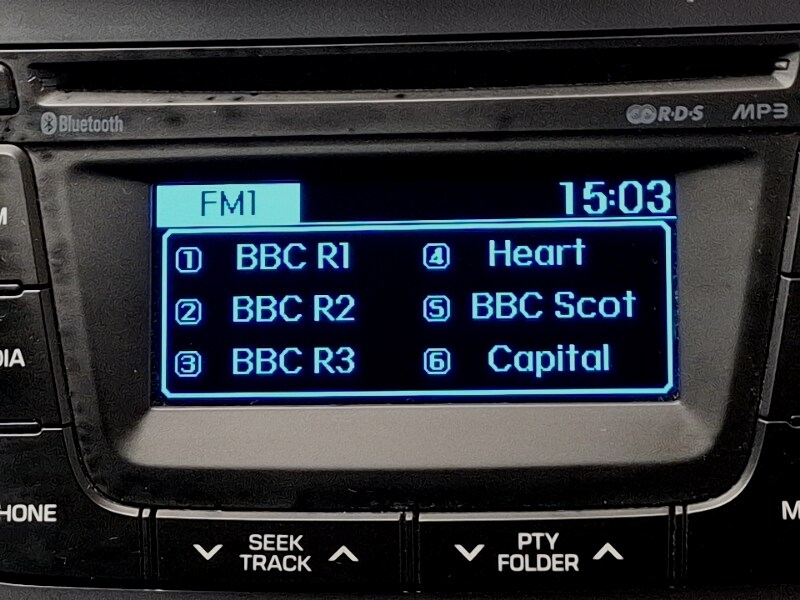 Bluetooth
R·D·S MP3
FM1 15:03
1 BBC R1 4 Heart
2 BBC R2 5 BBC Scot
3 BBC R3 6 Capital
SEEK
TRACK
PTY
FOLDER